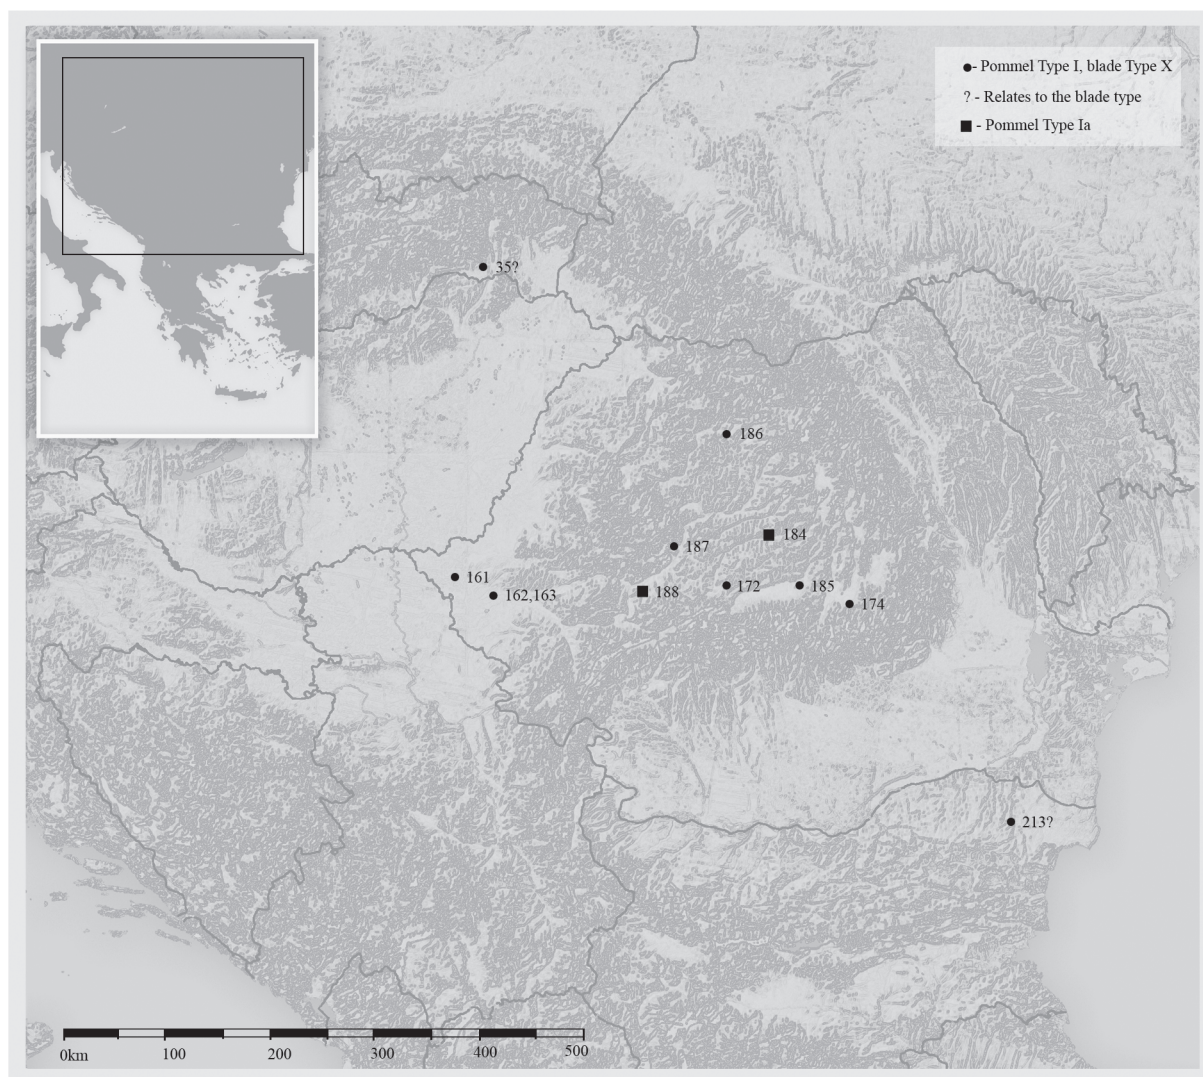 - Pommel Type I, blade Type X
? - Relates to the blade type
- Pommel Type Ia
35?
186
184
187
161
162,163
188
172
185
174
213?
0km 100 200 300 400 500